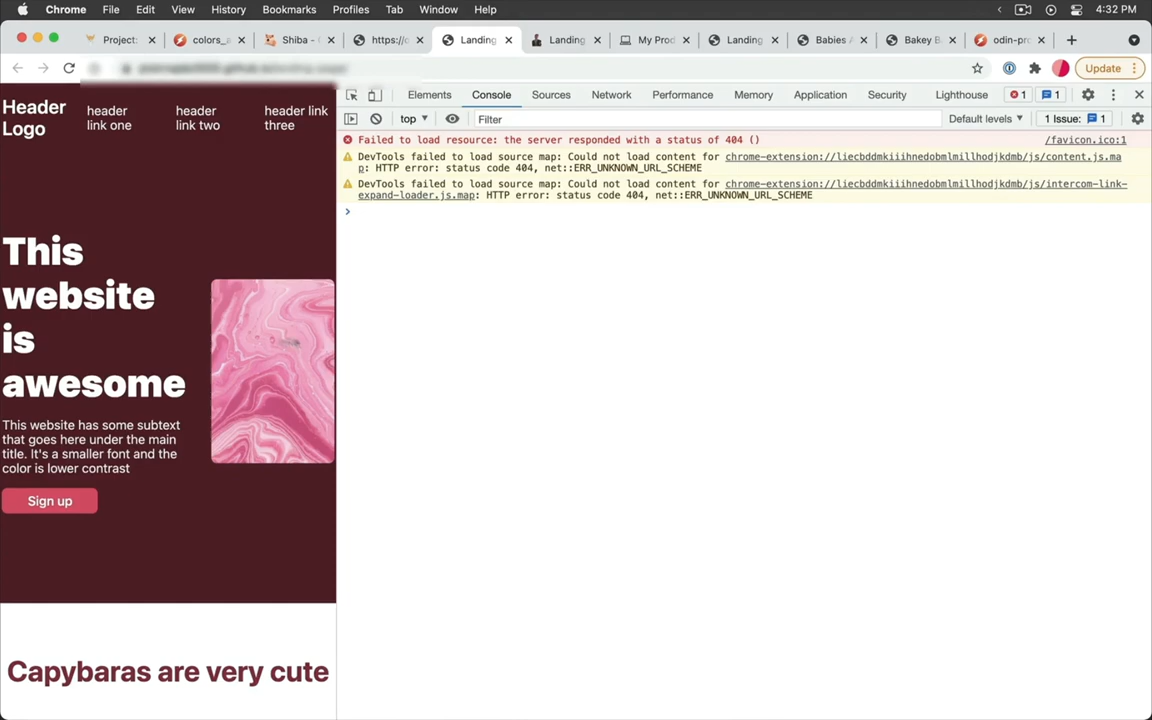 Chrome File Edit View History Bookmarks Profiles Tab Window Help 4:32 PM
Project: colors_a Shiba - https://o Landing Landing My Prod Landing Babies A Bakey B odin-pro
Update
Header Logo
header link one
header link two
header link three
This
website
is
awesome
This website has some subtext
that goes here under the main
title. It's a smaller font and the
color is lower contrast
Sign up
Capybaras are very cute
Elements Console Sources Network Performance Memory Application Security Lighthouse 1 1
top Filter Default levels 1 Issue: 1
Failed to load resource: the server responded with a status of 404 () /favicon.ico:1
DevTools failed to load source map: Could not load content for chrome-extension://liecbddmkiiihnedobmlmillhodjkdmb/js/content.js.ma
p: HTTP error: status code 404, net::ERR_UNKNOWN_URL_SCHEME
DevTools failed to load source map: Could not load content for chrome-extension://liecbddmkiiihnedobmlmillhodjkdmb/js/intercom-link-
expand-loader.js.map: HTTP error: status code 404, net::ERR_UNKNOWN_URL_SCHEME